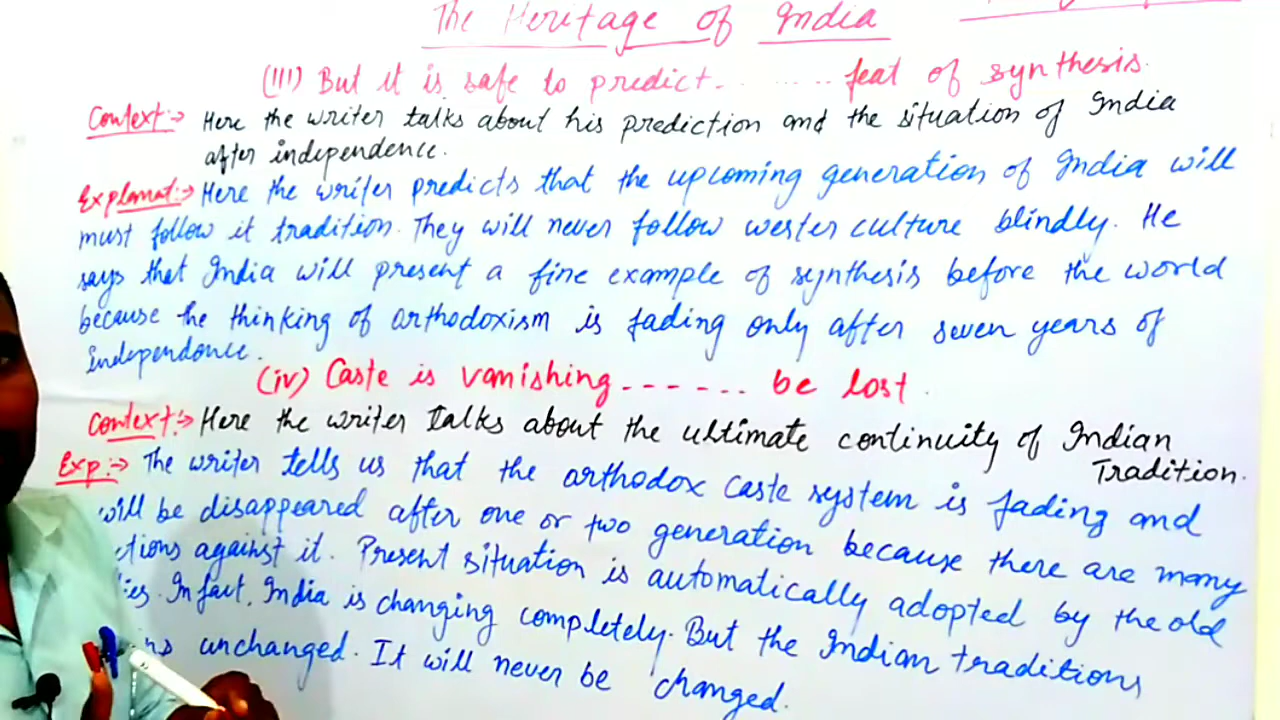 The Heritage of India
(III) But it is safe to predict- . ...... feat of synthesis.
Context:→ Here the writer talks about his prediction and the situation of India
after independence.
Explanat:→ Here the writer predicts that the upcoming generation of India will
must follow it tradition. They will never follow wester culture blindly. He
says that India will present a fine example of synthesis before the world
because the thinking of orthodoxism is fading only after seven years of
independence.
(iv) Caste is vanishing ------ be lost.
Context:→ Here the writer talks about the ultimate continuity of Indian
Tradition.
Exp:→ The writer tells us that the orthodox caste system is fading and
will be disappeared after one or two generation because there are many
ctions against it. Present situation is automatically adopted by the old
ies. In fact, India is changing completely. But the Indian traditions
ins unchanged. It will never be changed.